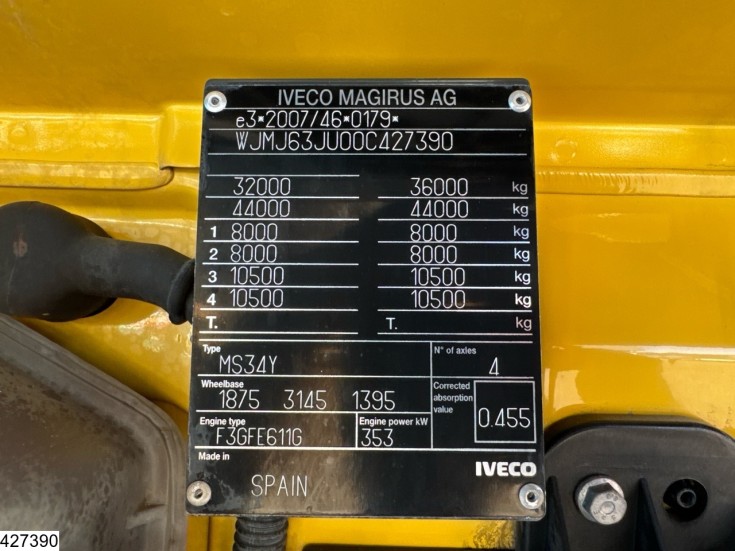 IVECO MAGIRUS AG
e3*2007/46*0179*
WJMJ63JU00C427390
32000 36000 kg
44000 44000 kg
1 8000 8000 kg
2 8000 8000 kg
3 10500 10500 kg
4 10500 10500 kg
T. T. kg
Type N° of axles
MS34Y 4
Wheelbase Corrected absorption value
1875 3145 1395 0.455
Engine type Engine power kW
F3GFE611G 353
Made in IVECO
SPAIN
427390